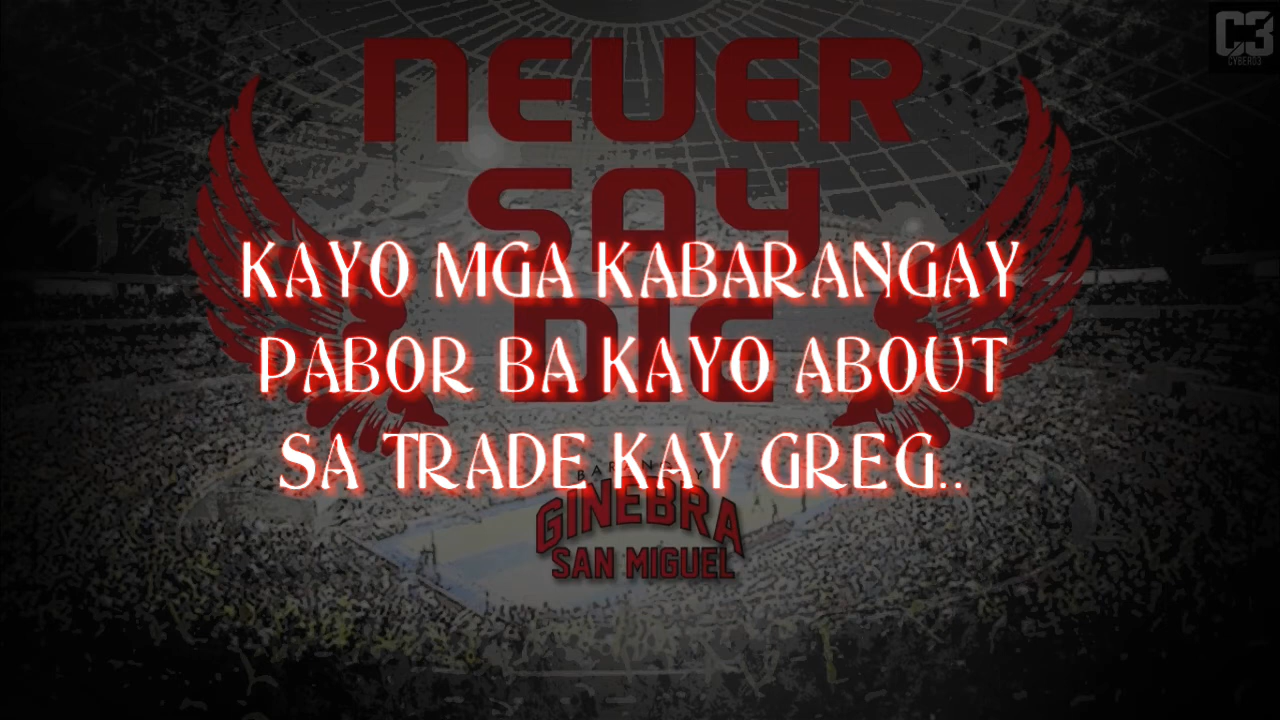 C3
CYBER03
NEVER
SAY
DIE
KAYO MGA KABARANGAY
PABOR BA KAYO ABOUT
SA TRADE KAY GREG..
BARANGAY
GINEBRA
SAN MIGUEL